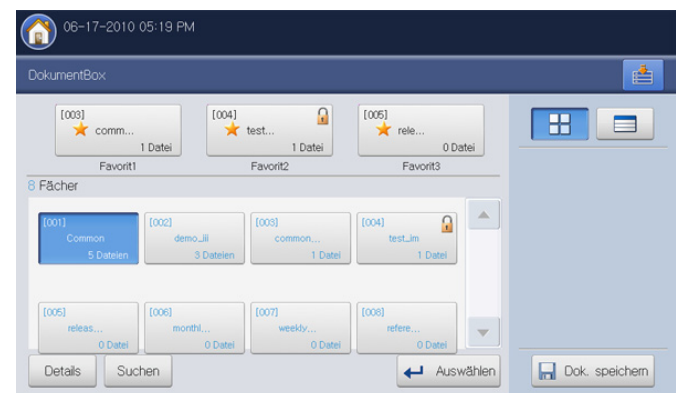 06-17-2010 05:19 PM
DokumentBox
[003] [004] [005]
comm... test... rele...
1 Datei 1 Datei 0 Datei
Favorit1 Favorit2 Favorit3
8 Fächer
[001] [002] [003] [004]
Common demo_iii common... test_im
5 Dateien 3 Dateien 1 Datei 1 Datei
[005] [006] [007] [008]
releas... monthl... weekly... refere...
0 Datei 0 Datei 0 Datei 0 Datei
Details Suchen Auswählen Dok. speichern